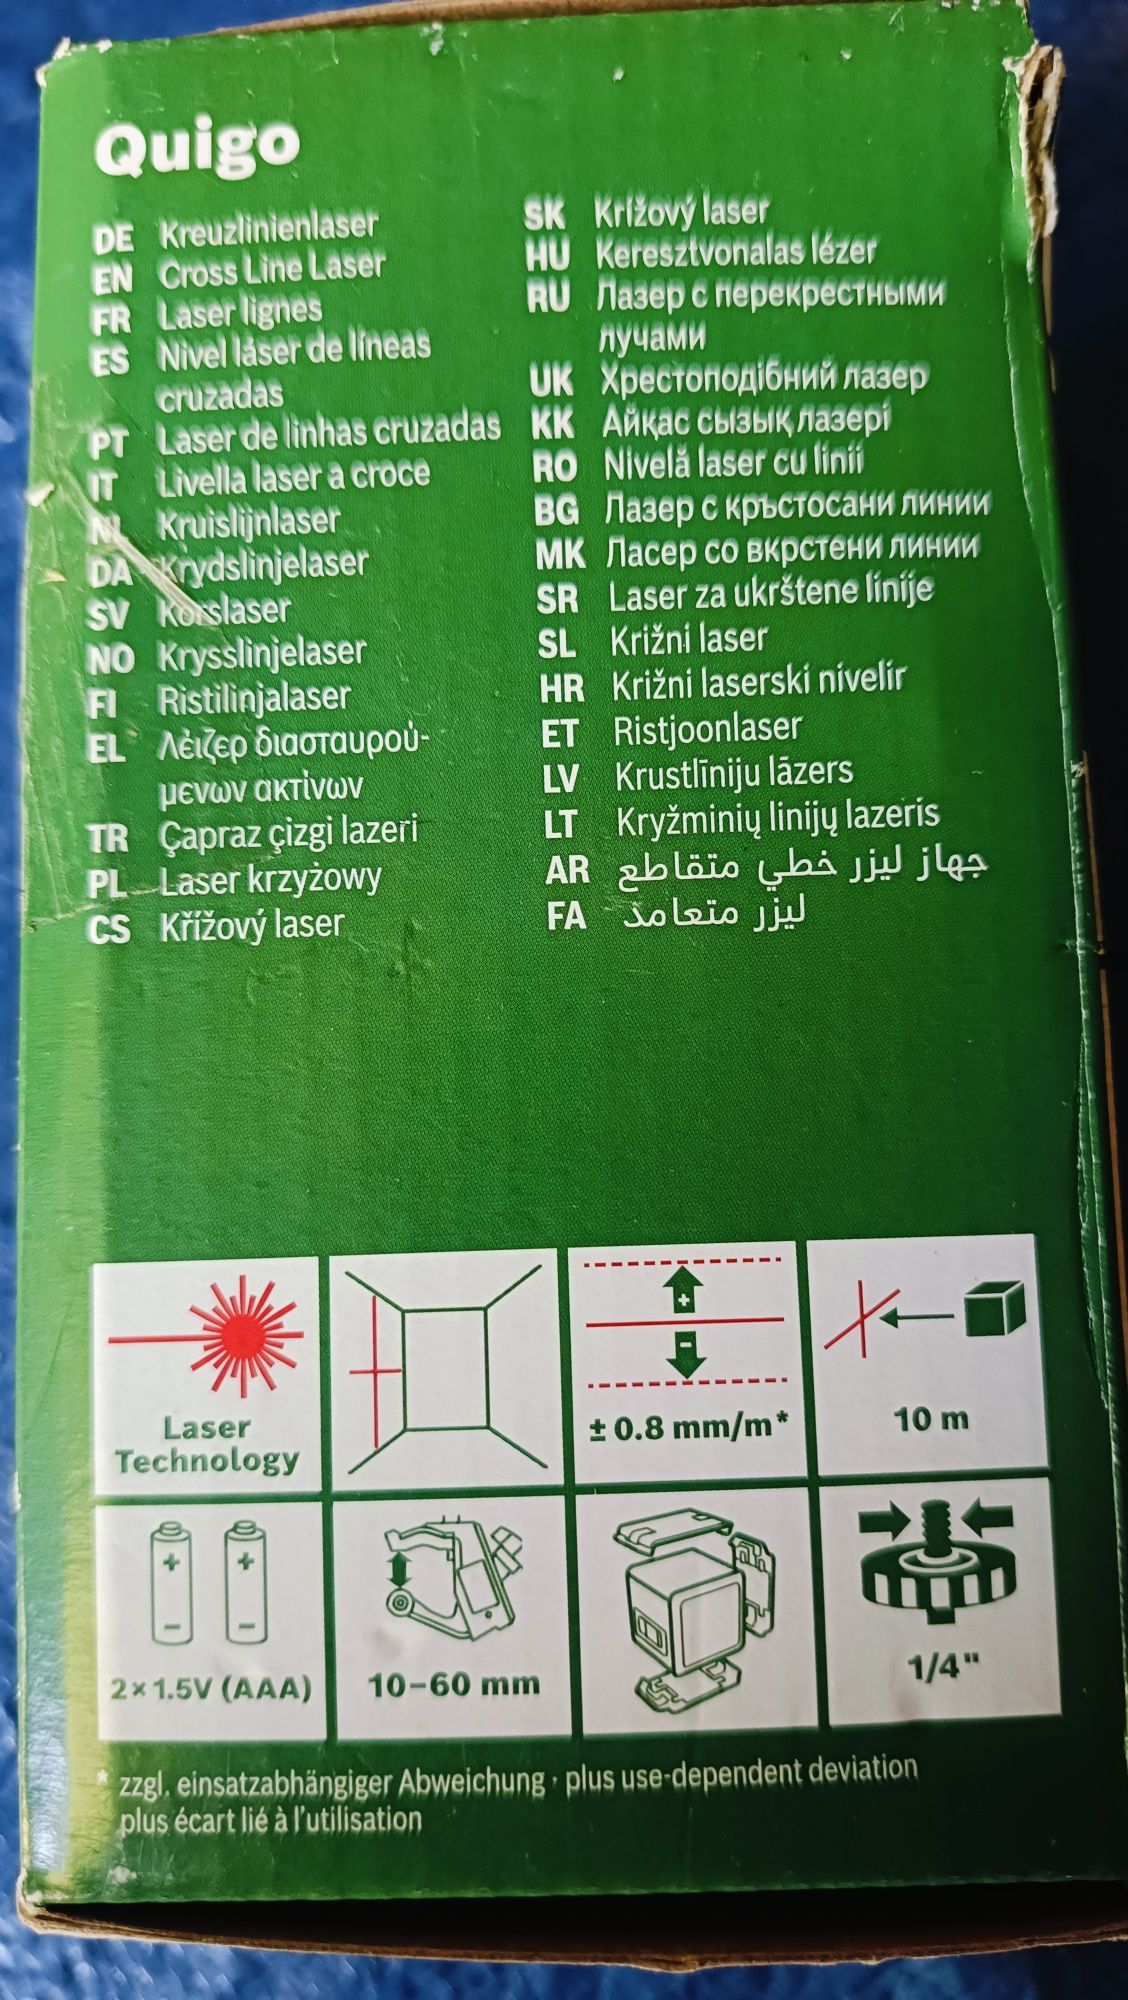 Quigo
DE Kreuzlinienlaser
EN Cross Line Laser
FR Laser lignes
ES Nivel láser de líneas
cruzadas
PT Laser de linhas cruzadas
IT Livella laser a croce
NL Kruislijnlaser
DA Krydslinjelaser
SV Korslaser
NO Krysslinjelaser
FI Ristilinjalaser
EL Λέιζερ διασταυρού-
μενων ακτίνων
TR Çapraz çizgi lazeri
PL Laser krzyżowy
CS Křížový laser
SK Krížový laser
HU Keresztvonalas lézer
RU Лазер с перекрестными
лучами
UK Хрестоподібний лазер
KK Айқас сызық лазері
RO Nivelă laser cu linii
BG Лазер с кръстосани линии
MK Ласер со вкрстени линии
SR Laser za ukrštene linije
SL Križni laser
HR Križni laserski nivelir
ET Ristjoonlaser
LV Krustlīniju lāzers
LT Kryžminių linijų lazeris
AR جهاز ليزر خطي متقاطع
FA ليزر متعامد
Laser
Technology
+
-
± 0.8 mm/m*
10 m
+ +
- -
2×1.5V (AAA)
10-60 mm
1/4"
* zzgl. einsatzabhängiger Abweichung · plus use-dependent deviation
plus écart lié à l'utilisation